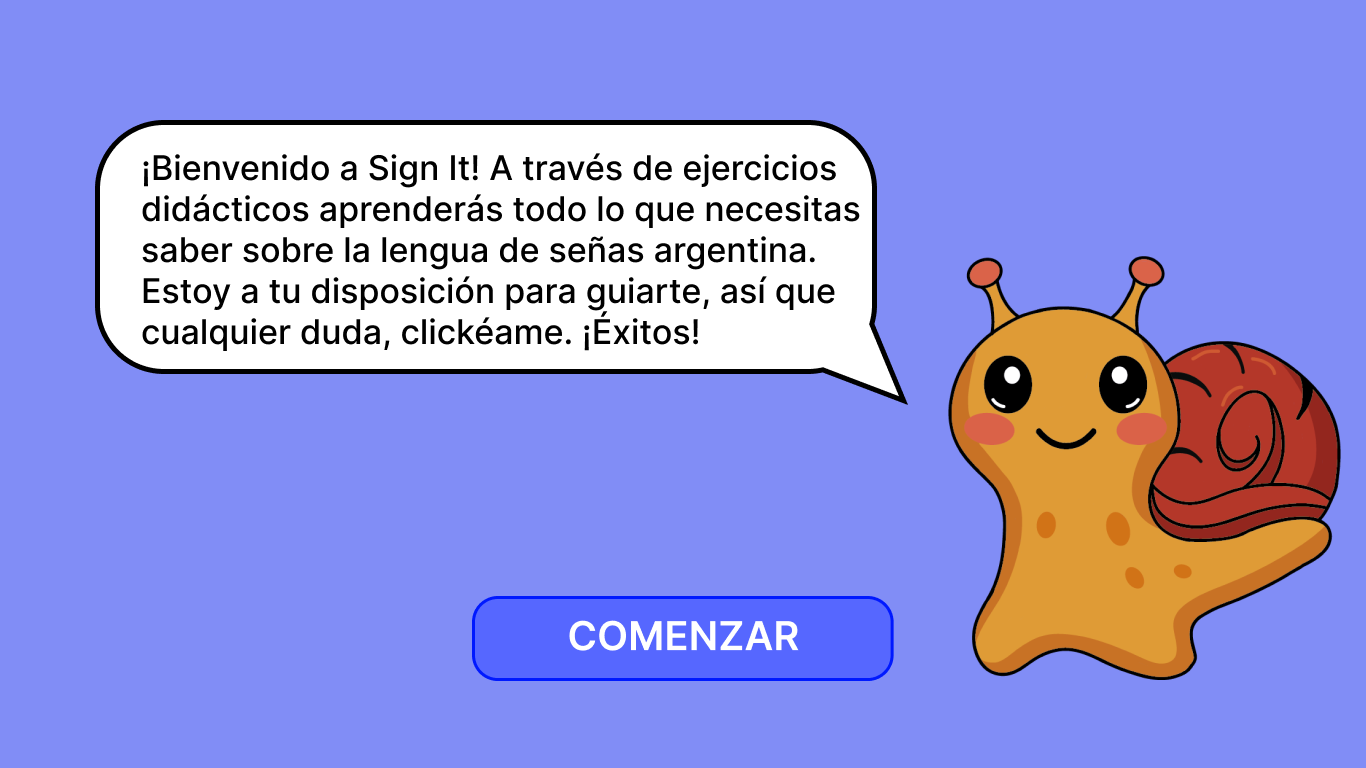 ¡Bienvenido a Sign It! A través de ejercicios
didácticos aprenderás todo lo que necesitas
saber sobre la lengua de señas argentina.
Estoy a tu disposición para guiarte, así que
cualquier duda, clickéame. ¡Éxitos!
COMENZAR